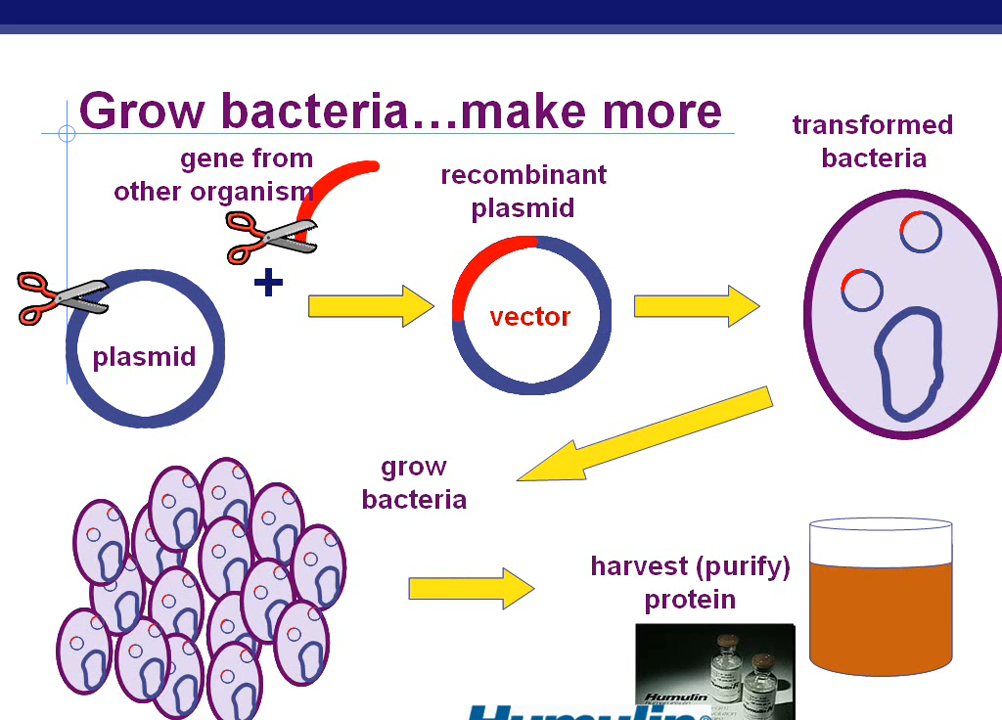 Grow bacteria…make more
gene from
other organism
+
plasmid
recombinant
plasmid
vector
transformed
bacteria
grow
bacteria
harvest (purify)
protein
Humulin
Humulin®